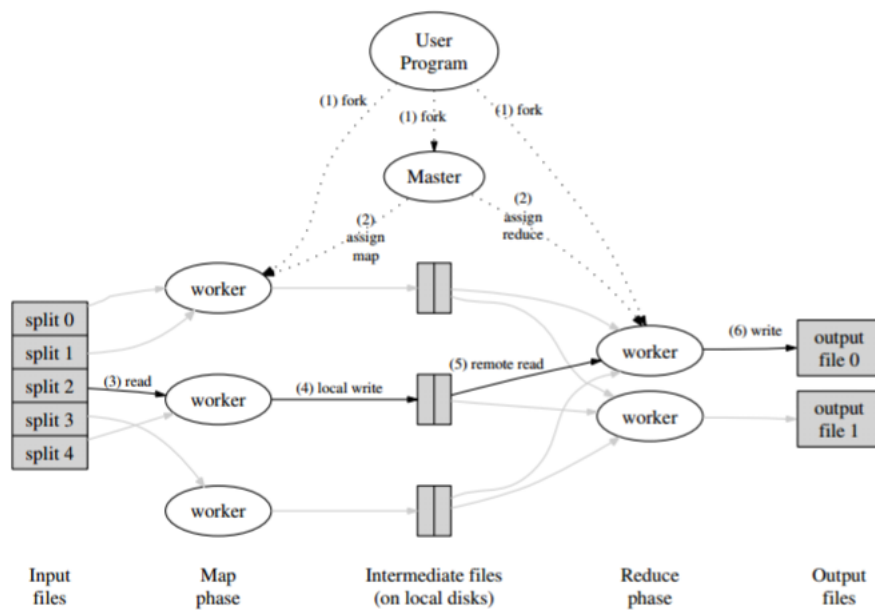 User
Program
(1) fork
(1) fork
(1) fork
Master
(2)
assign
map
(2)
assign
reduce
worker
split 0
split 1
split 2
split 3
split 4
(3) read
worker
(4) local write
(5) remote read
worker
(6) write
output
file 0
worker
output
file 1
worker
Input
files
Map
phase
Intermediate files
(on local disks)
Reduce
phase
Output
files